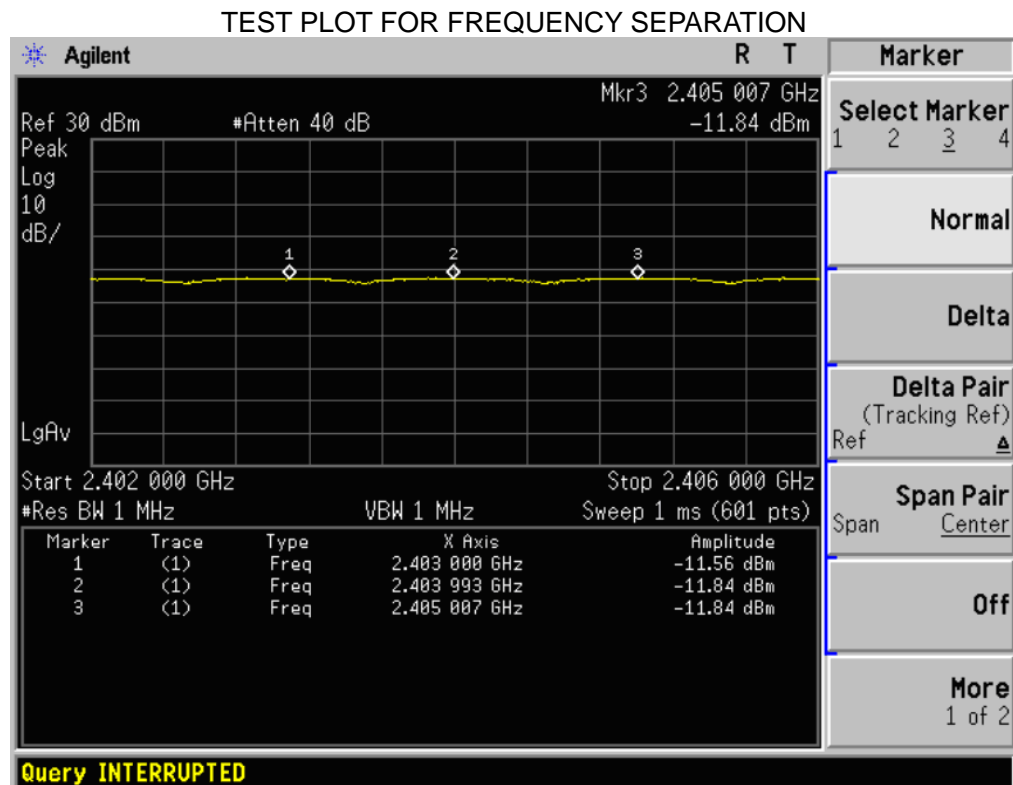 TEST PLOT FOR FREQUENCY SEPARATION
Agilent R T
Mkr3 2.405 007 GHz
Ref 30 dBm #Atten 40 dB -11.84 dBm
Peak
Log
10
dB/
1 2 3
LgAv
Start 2.402 000 GHz Stop 2.406 000 GHz
#Res BW 1 MHz VBW 1 MHz Sweep 1 ms (601 pts)
Marker Trace Type X Axis Amplitude
1 (1) Freq 2.403 000 GHz -11.56 dBm
2 (1) Freq 2.403 993 GHz -11.84 dBm
3 (1) Freq 2.405 007 GHz -11.84 dBm
Query INTERRUPTED
Marker
Select Marker
1 2 3 4
Normal
Delta
Delta Pair
(Tracking Ref)
Ref Δ
Span Pair
Span Center
Off
More
1 of 2